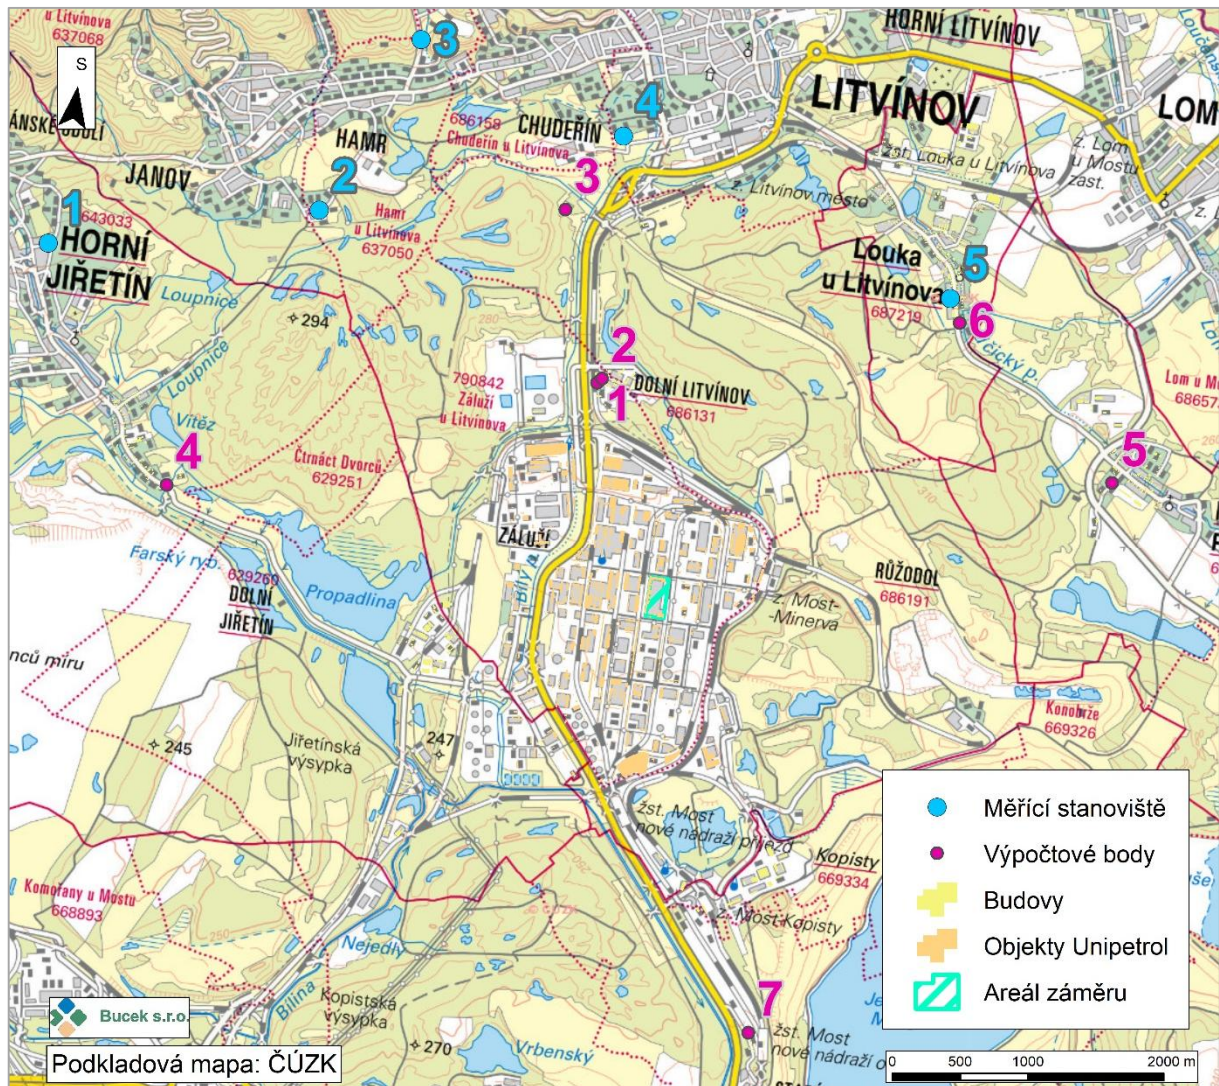 u Litvínova
637068
S
3
HORNÍ LITVÍNOV
LITVÍNOV
LOM
4
686158
CHUDEŘÍN
Chudeřín u Litvínova
HAMR
JANOV
2
3
žst. Louka u Litvínova
z. Lom
u Mostu
zast.
z. Litvínov město
1
643033
HORNÍ
JIŘETÍN
Hamr
u Litvínova
637050
Louka
u Litvínova
687219
5
6
Loupnice
294
Loupnice
2
1
790842
Záluží
u Litvínova
DOLNÍ LITVÍNOV
686131
Vítěz
4
Čtrnáct Dvorců
629251
5
ZÁLUŽÍ
Farský ryb.
629260
DOLNÍ
JIŘETÍN
Propadlina
RŮŽODOL
686191
z. Most-
-Minerva
Konobrže
669326
245
247
Jiřetínská
výsypka
žst. Most
nové nádraží příjezd
Kopisty
669334
z. Most-Kopisty
Komořany u Mostu
668893
250
Nejedlý
Bílina
Kopistská
výsypka
270
Vrbenský
7
žst. Most
nové nádraží o
Měřící stanoviště
Výpočtové body
Budovy
Objekty Unipetrol
Areál záměru
Bucek s.r.o.
Podkladová mapa: ČÚZK
0 500 1000 2000 m